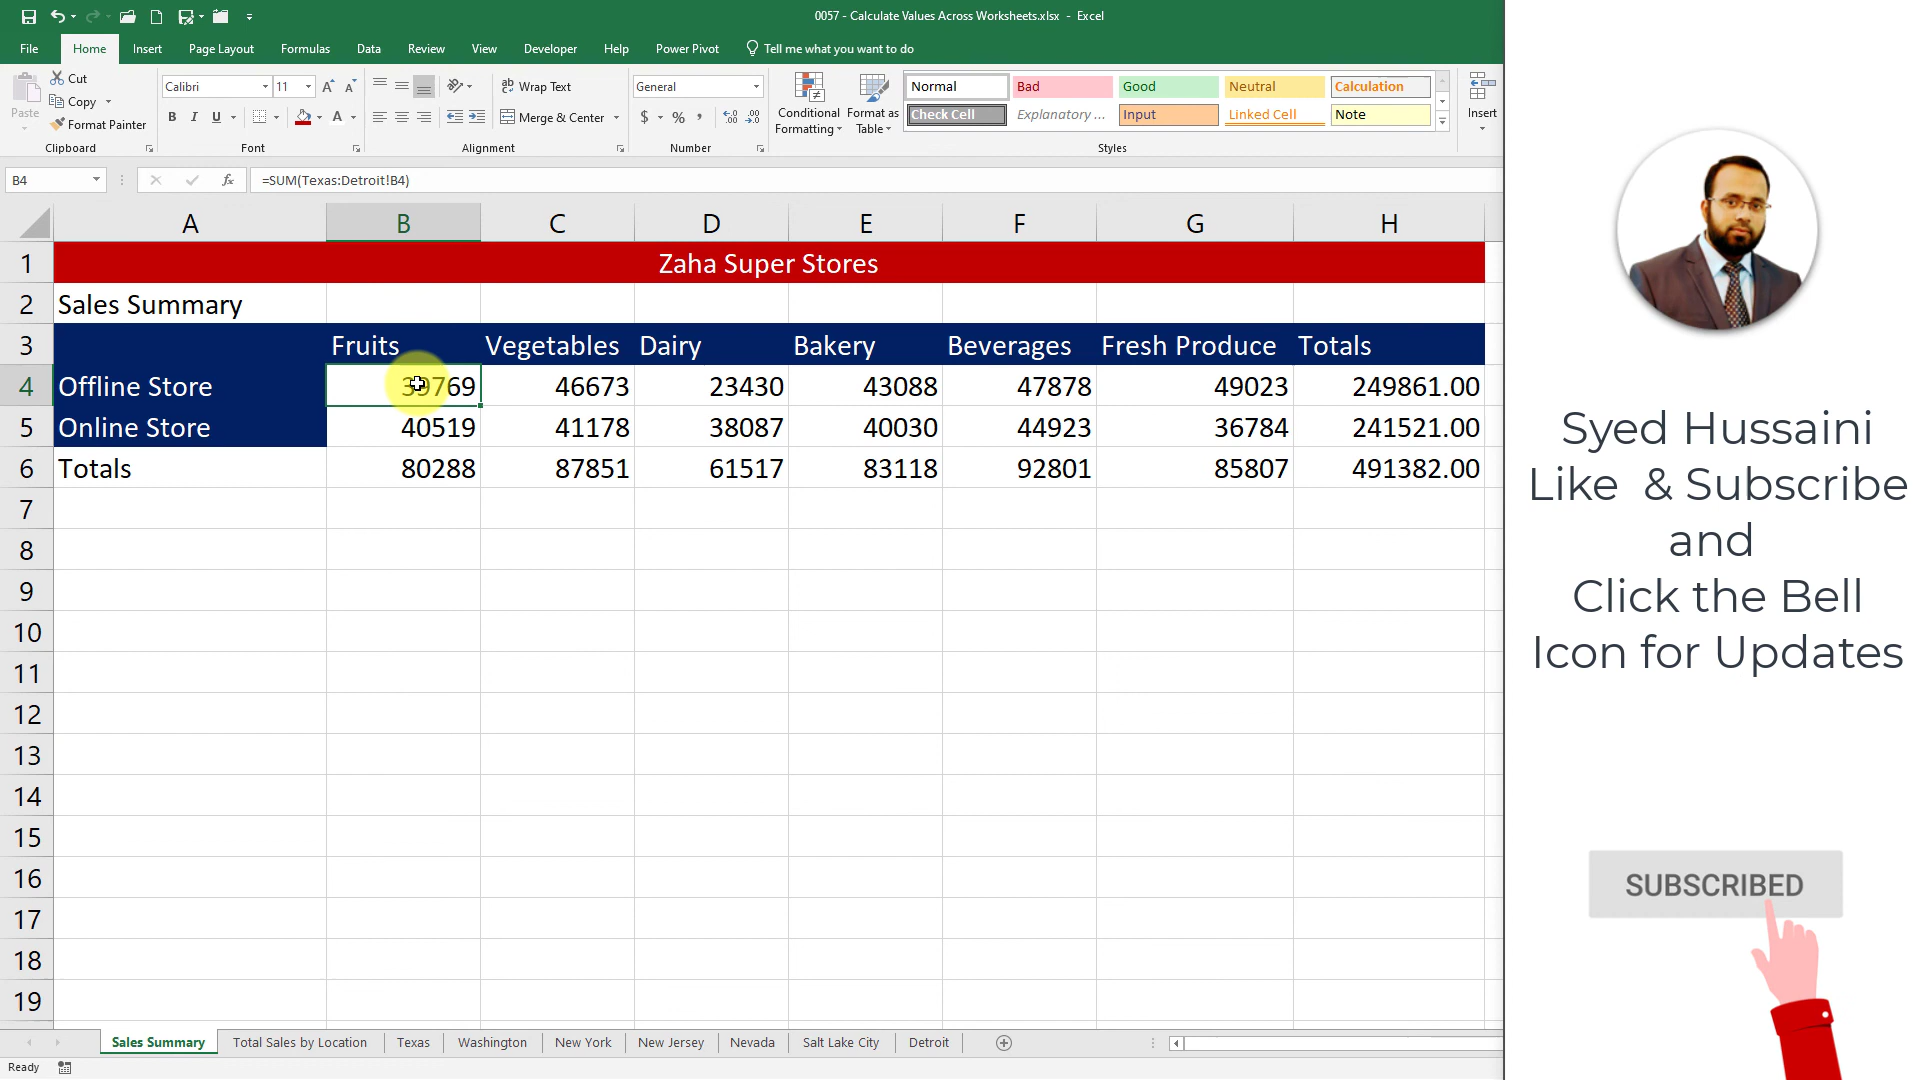 0057 - Calculate Values Across Worksheets.xlsx - Excel
File Home Insert Page Layout Formulas Data Review View Developer Help Power Pivot Tell me what you want to do
Paste
Cut
Copy
Format Painter
Clipboard
Calibri 11
B I U
Font
Wrap Text
Merge & Center
Alignment
General
$ % ,
Number
Conditional
Formatting
Format as
Table
Normal Bad Good Neutral Calculation
Check Cell Explanatory ... Input Linked Cell Note
Styles
Insert
B4 fx =SUM(Texas:Detroit!B4)
A B C D E F G H
1 Zaha Super Stores
2 Sales Summary
3 Fruits Vegetables Dairy Bakery Beverages Fresh Produce Totals
4 Offline Store 39769 46673 23430 43088 47878 49023 249861.00
5 Online Store 40519 41178 38087 40030 44923 36784 241521.00
6 Totals 80288 87851 61517 83118 92801 85807 491382.00
7
8
9
10
11
12
13
14
15
16
17
18
19
Sales Summary Total Sales by Location Texas Washington New York New Jersey Nevada Salt Lake City Detroit
Ready
Syed Hussaini
Like & Subscribe
and
Click the Bell
Icon for Updates
SUBSCRIBED